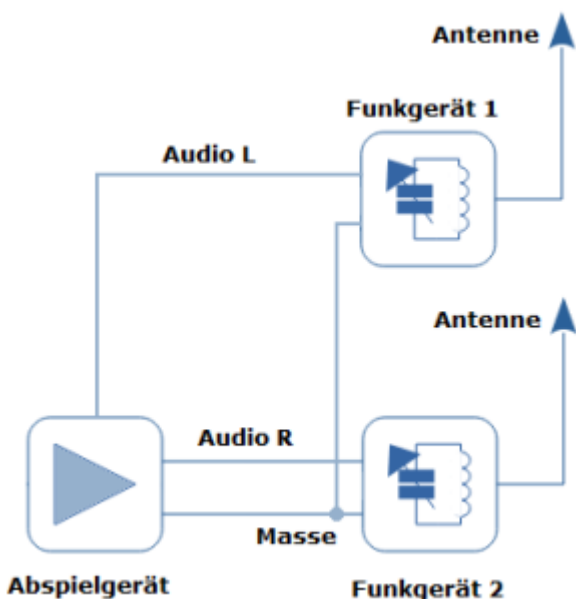 Antenne
Funkgerät 1
Audio L
Antenne
Audio R
Masse
Abspielgerät
Funkgerät 2